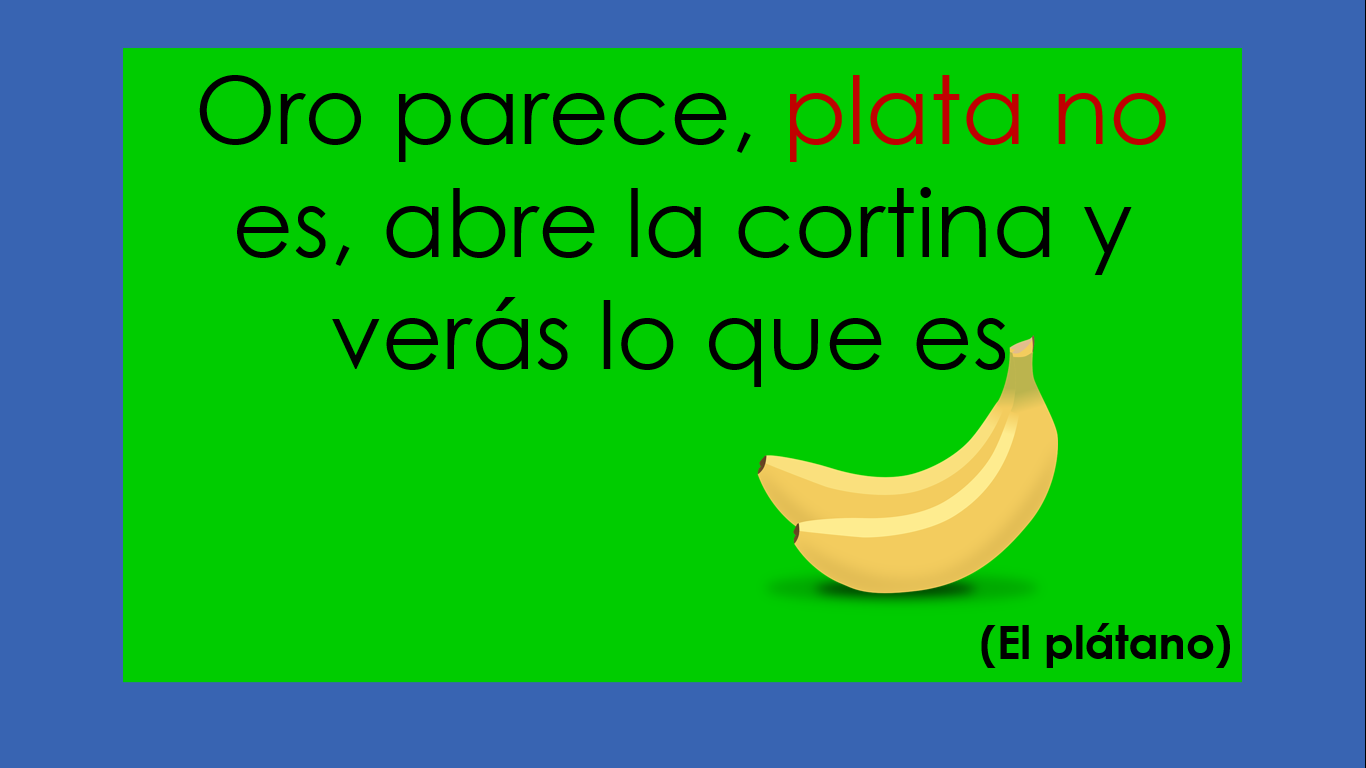 Oro parece, plata no
es, abre la cortina y
verás lo que es
(El plátano)